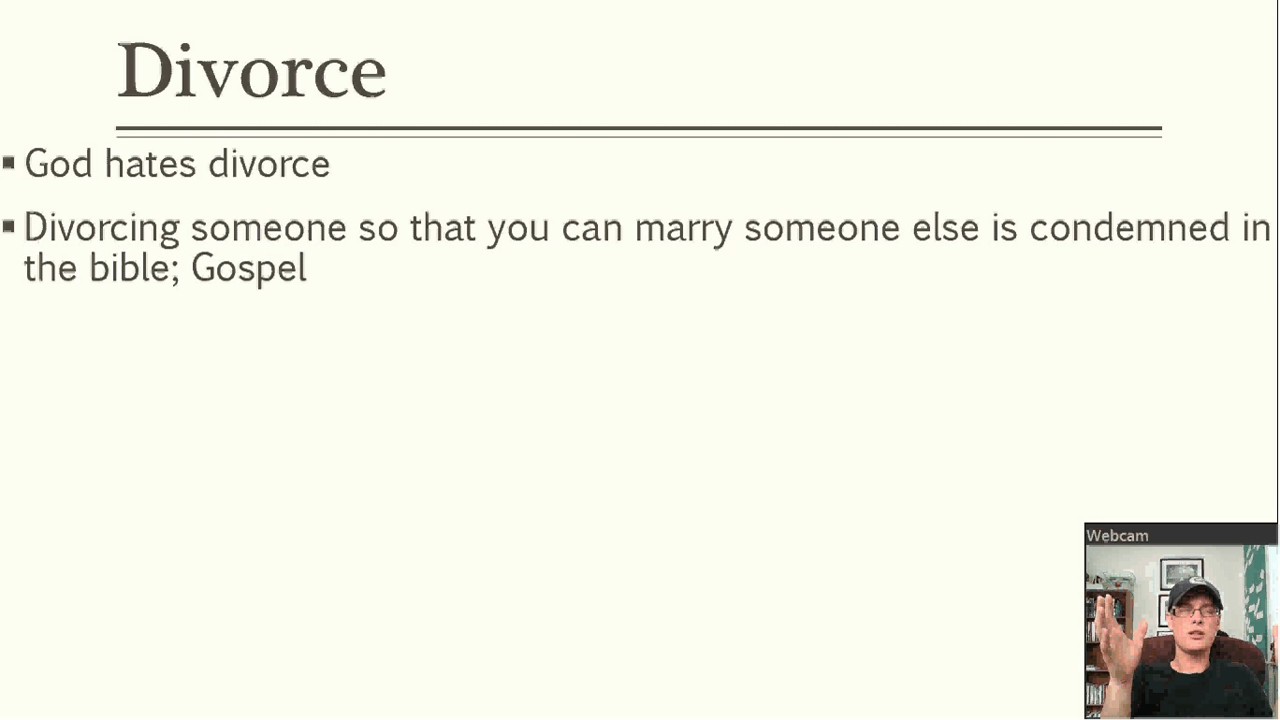 Divorce
▪ God hates divorce
▪ Divorcing someone so that you can marry someone else is condemned in
the bible; Gospel
Webcam